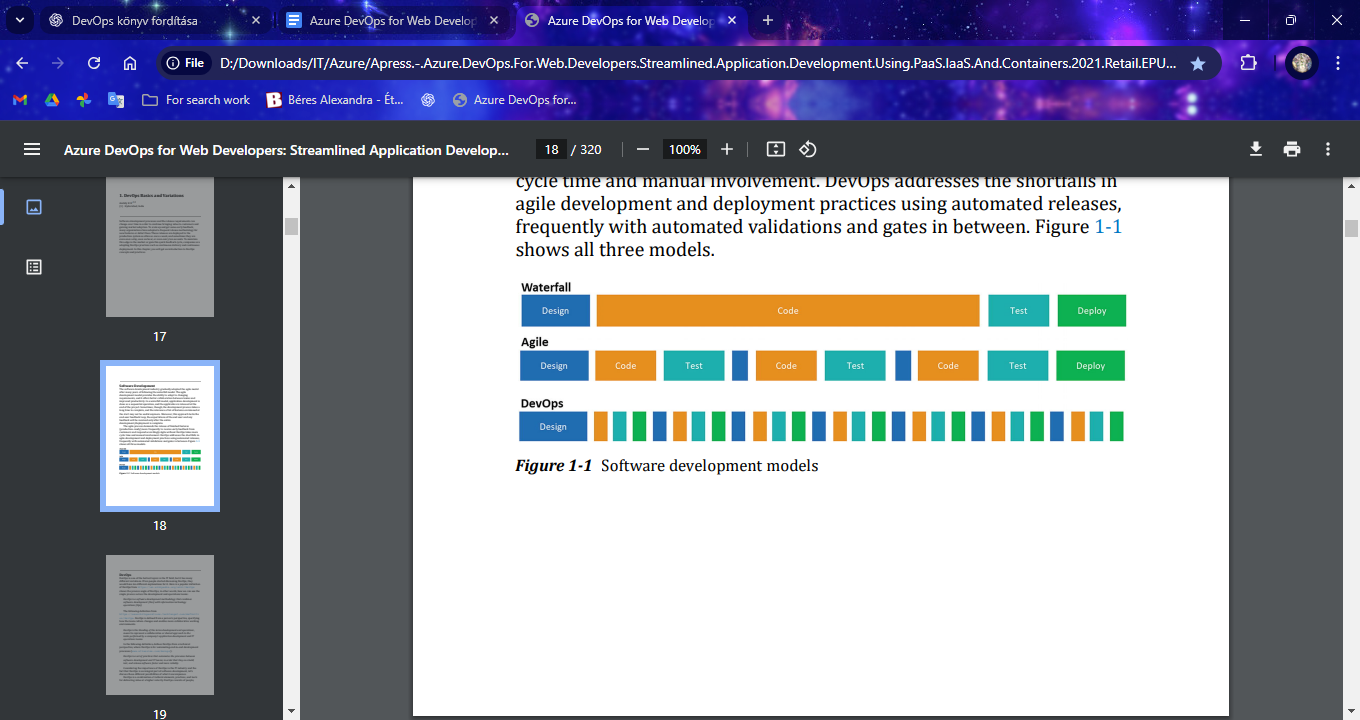 DevOps könyv fordítása
Azure DevOps for Web Develop
Azure DevOps for Web Develop
File
D:/Downloads/IT/Azure/Apress.-.Azure.DevOps.For.Web.Developers.Streamlined.Application.Development.Using.PaaS.IaaS.And.Containers.2021.Retail.EPU...
For search work
Béres Alexandra - Ét...
Azure DevOps for...
Azure DevOps for Web Developers: Streamlined Application Develop...
18 / 320
100%
17
18
19
cycle time and manual involvement. DevOps addresses the shortfalls in
agile development and deployment practices using automated releases,
frequently with automated validations and gates in between. Figure 1-1
shows all three models.
Waterfall
Design Code Test Deploy
Agile
Design Code Test Code Test Code Test Deploy
DevOps
Design
Figure 1-1 Software development models